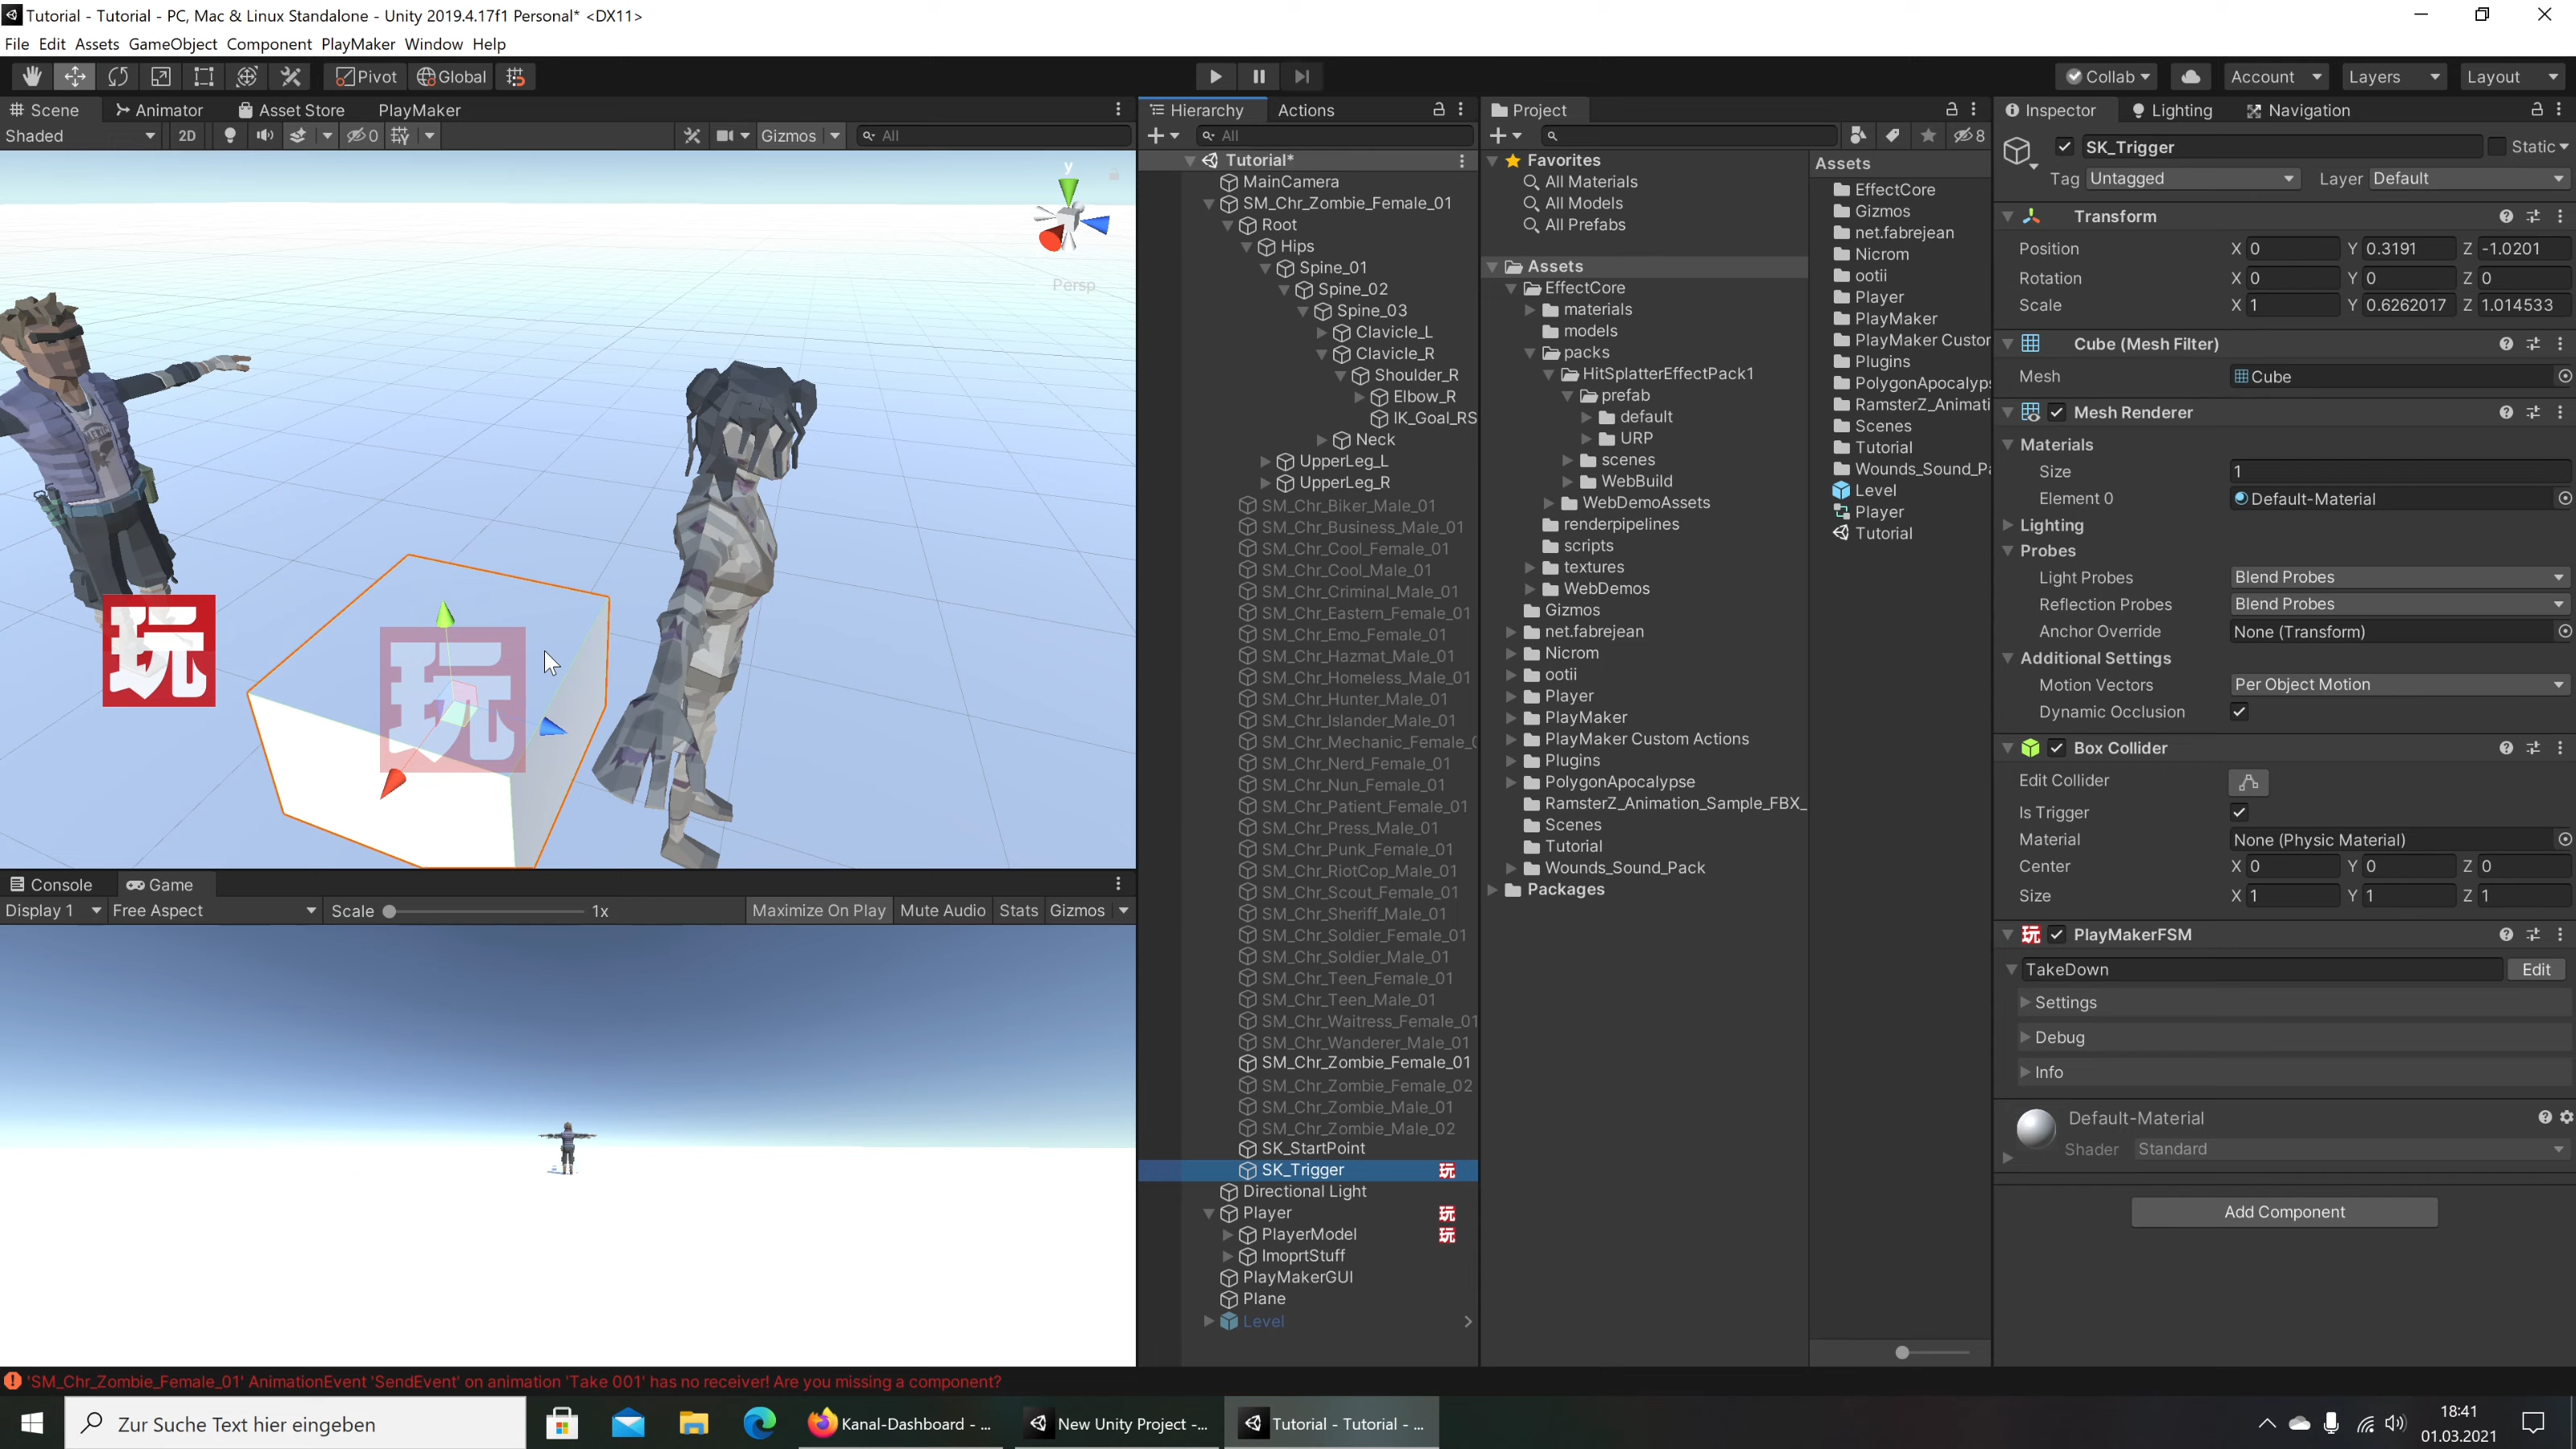 Tutorial - Tutorial - PC, Mac & Linux Standalone - Unity 2019.4.17f1 Personal* <DX11>
File Edit Assets GameObject Component PlayMaker Window Help
Pivot Global
Collab Account Layers Layout
Scene Animator Asset Store PlayMaker
Shaded 2D 0 Gizmos All
y
Persp
玩
玩
Console Game
Display 1 Free Aspect Scale 1x Maximize On Play Mute Audio Stats Gizmos
Hierarchy Actions
All
Tutorial*
MainCamera
SM_Chr_Zombie_Female_01
Root
Hips
Spine_01
Spine_02
Spine_03
Clavicle_L
Clavicle_R
Shoulder_R
Elbow_R
IK_Goal_RS
Neck
UpperLeg_L
UpperLeg_R
SM_Chr_Biker_Male_01
SM_Chr_Business_Male_01
SM_Chr_Cool_Female_01
SM_Chr_Cool_Male_01
SM_Chr_Criminal_Male_01
SM_Chr_Eastern_Female_01
SM_Chr_Emo_Female_01
SM_Chr_Hazmat_Male_01
SM_Chr_Homeless_Male_01
SM_Chr_Hunter_Male_01
SM_Chr_Islander_Male_01
SM_Chr_Mechanic_Female_
SM_Chr_Nerd_Female_01
SM_Chr_Nun_Female_01
SM_Chr_Patient_Female_01
SM_Chr_Press_Male_01
SM_Chr_Punk_Female_01
SM_Chr_RiotCop_Male_01
SM_Chr_Scout_Female_01
SM_Chr_Sheriff_Male_01
SM_Chr_Soldier_Female_01
SM_Chr_Soldier_Male_01
SM_Chr_Teen_Female_01
SM_Chr_Teen_Male_01
SM_Chr_Waitress_Female_01
SM_Chr_Wanderer_Male_01
SM_Chr_Zombie_Female_01
SM_Chr_Zombie_Female_02
SM_Chr_Zombie_Male_01
SM_Chr_Zombie_Male_02
SK_StartPoint
SK_Trigger 玩
Directional Light
Player 玩
PlayerModel 玩
ImoprtStuff
PlayMakerGUI
Plane
Level
Project
8
Favorites
All Materials
All Models
All Prefabs
Assets
EffectCore
materials
models
packs
HitSplatterEffectPack1
prefab
default
URP
scenes
WebBuild
WebDemoAssets
renderpipelines
scripts
textures
WebDemos
Gizmos
net.fabrejean
Nicrom
ootii
Player
PlayMaker
PlayMaker Custom Actions
Plugins
PolygonApocalypse
RamsterZ_Animation_Sample_FBX_
Scenes
Tutorial
Wounds_Sound_Pack
Packages
Assets
EffectCore
Gizmos
net.fabrejean
Nicrom
ootii
Player
PlayMaker
PlayMaker Custor
Plugins
PolygonApocalyps
RamsterZ_Animati
Scenes
Tutorial
Wounds_Sound_Pa
Level
Player
Tutorial
Inspector Lighting Navigation
SK_Trigger Static
Tag Untagged Layer Default
Transform
Position X 0 Y 0.3191 Z -1.0201
Rotation X 0 Y 0 Z 0
Scale X 1 Y 0.6262017 Z 1.014533
Cube (Mesh Filter)
Mesh Cube
Mesh Renderer
Materials
Size 1
Element 0 Default-Material
Lighting
Probes
Light Probes Blend Probes
Reflection Probes Blend Probes
Anchor Override None (Transform)
Additional Settings
Motion Vectors Per Object Motion
Dynamic Occlusion
Box Collider
Edit Collider
Is Trigger
Material None (Physic Material)
Center X 0 Y 0 Z 0
Size X 1 Y 1 Z 1
玩 PlayMakerFSM
TakeDown Edit
Settings
Debug
Info
Default-Material
Shader Standard
Add Component
'SM_Chr_Zombie_Female_01' AnimationEvent 'SendEvent' on animation 'Take 001' has no receiver! Are you missing a component?
Zur Suche Text hier eingeben
Kanal-Dashboard - ...
New Unity Project -...
Tutorial - Tutorial - ...
18:41
01.03.2021